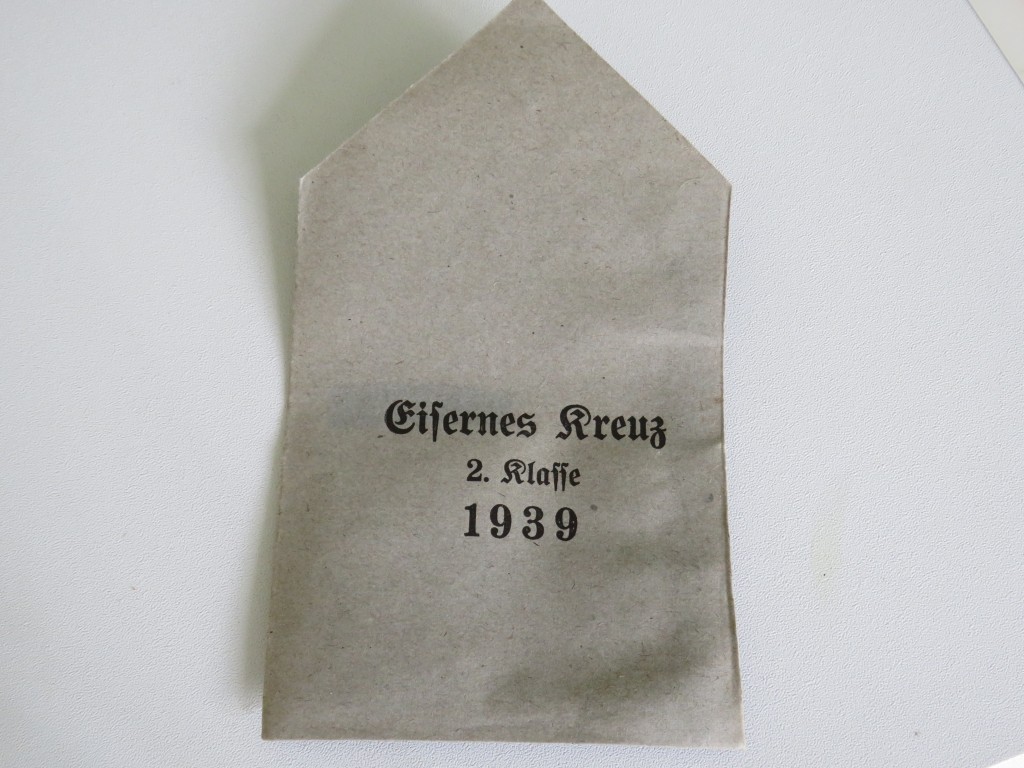 Eiſernes Kreuz
2. Klaſſe
1939